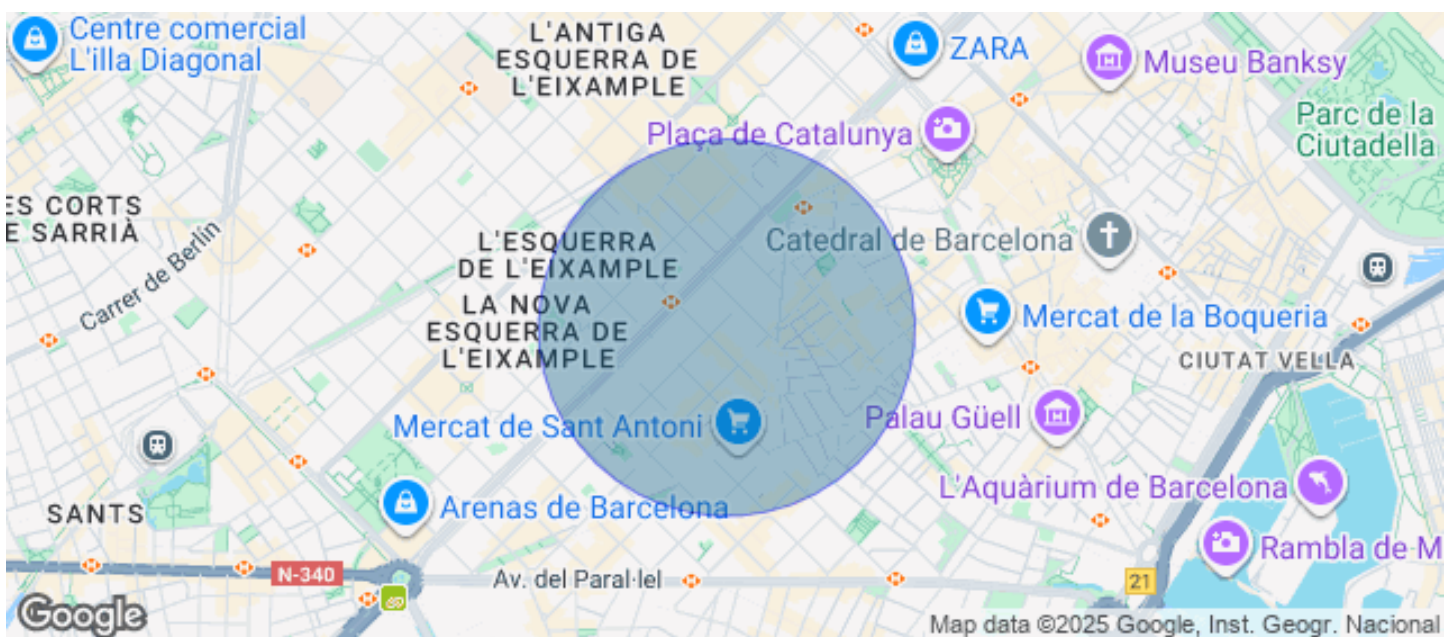 Centre comercial
L'illa Diagonal
L'ANTIGA
ESQUERRA DE
L'EIXAMPLE
ZARA
Museu Banksy
Plaça de Catalunya
Parc de la
Ciutadella
ES CORTS
E SARRIÀ
Carrer de Berlín
L'ESQUERRA
DE L'EIXAMPLE
Catedral de Barcelona
LA NOVA
ESQUERRA DE
L'EIXAMPLE
Mercat de la Boqueria
CIUTAT VELLA
Mercat de Sant Antoni
Palau Güell
L'Aquàrium de Barcelona
Arenas de Barcelona
SANTS
Rambla de M
N-340
Av. del Paral·lel
21
Google
Map data ©2025 Google, Inst. Geogr. Nacional